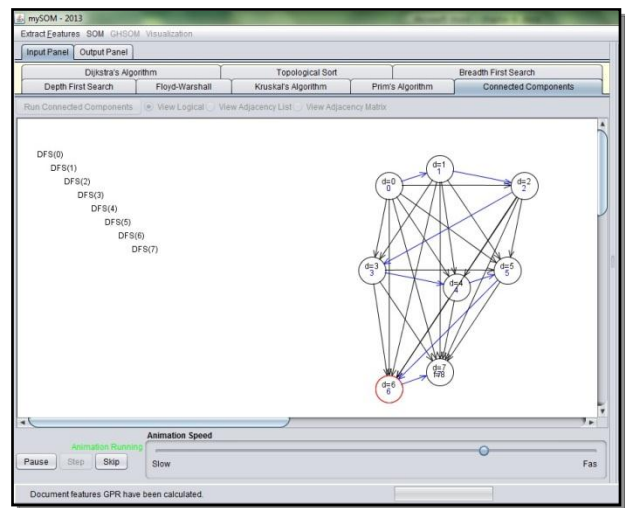 mySOM - 2013
Extract Features SOM GHSOM Visualization
Input Panel Output Panel
Dijkstra's Algorithm Topological Sort Breadth First Search
Depth First Search Floyd-Warshall Kruskal's Algorithm Prim's Algorithm Connected Components
Run Connected Components View Logical View Adjacency List View Adjacency Matrix
DFS(0)
DFS(1)
DFS(2)
DFS(3)
DFS(4)
DFS(5)
DFS(6)
DFS(7)
d=1
1
d=0
0
d=2
2
d=3
3
d=5
5
d=4
4
d=7
f=8
d=6
6
Animation Speed
Animation Running
Pause Step Skip Slow Fas
Document features GPR have been calculated.